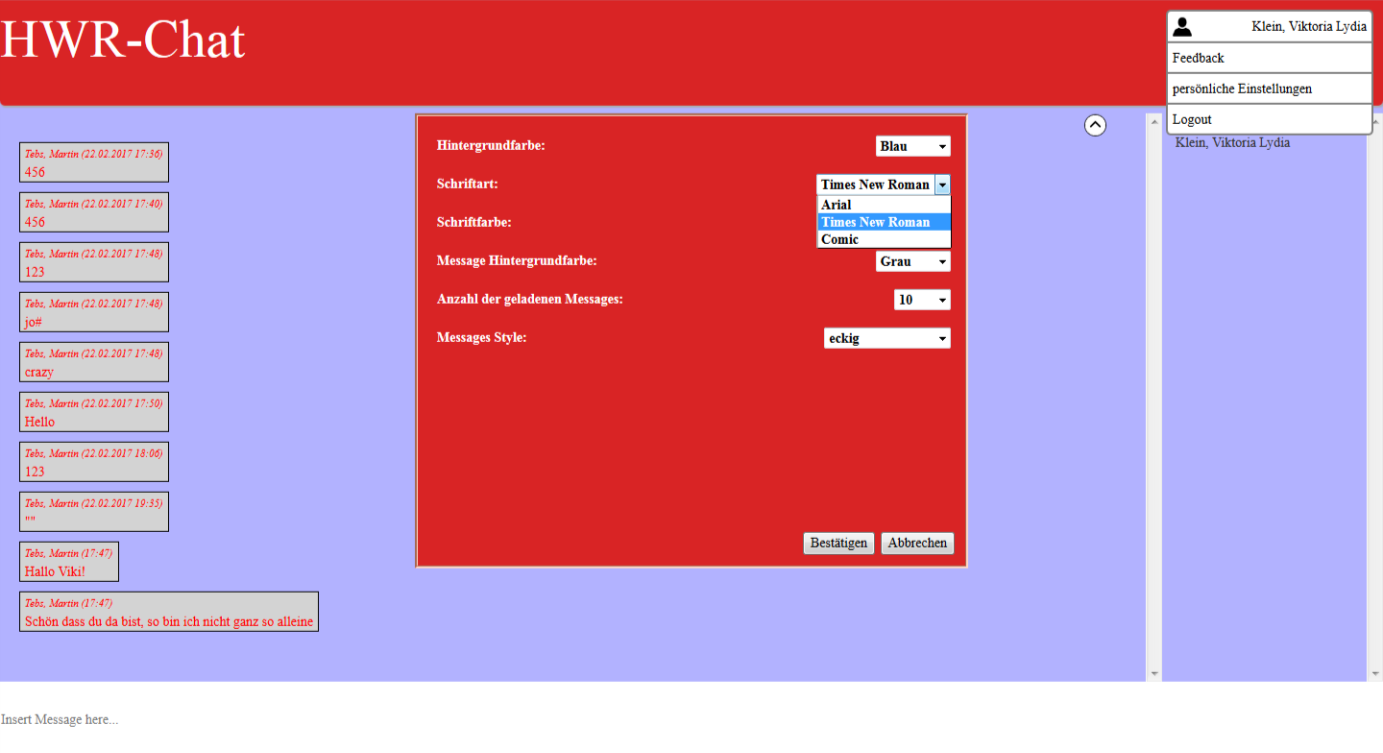 HWR-Chat
Klein, Viktoria Lydia
Feedback
persönliche Einstellungen
Logout
Klein, Viktoria Lydia
Tebs, Martin (22.02.2017 17:36)
456
Tebs, Martin (22.02.2017 17:40)
456
Tebs, Martin (22.02.2017 17:48)
123
Tebs, Martin (22.02.2017 17:48)
jo#
Tebs, Martin (22.02.2017 17:48)
crazy
Tebs, Martin (22.02.2017 17:50)
Hello
Tebs, Martin (22.02.2017 18:06)
123
Tebs, Martin (22.02.2017 19:35)
""
Tebs, Martin (17:47)
Hallo Viki!
Tebs, Martin (17:47)
Schön dass du da bist, so bin ich nicht ganz so alleine
Hintergrundfarbe: Blau
Schriftart: Times New Roman
Arial
Times New Roman
Comic
Schriftfarbe:
Message Hintergrundfarbe: Grau
Anzahl der geladenen Messages: 10
Messages Style: eckig
Bestätigen Abbrechen
Insert Message here...